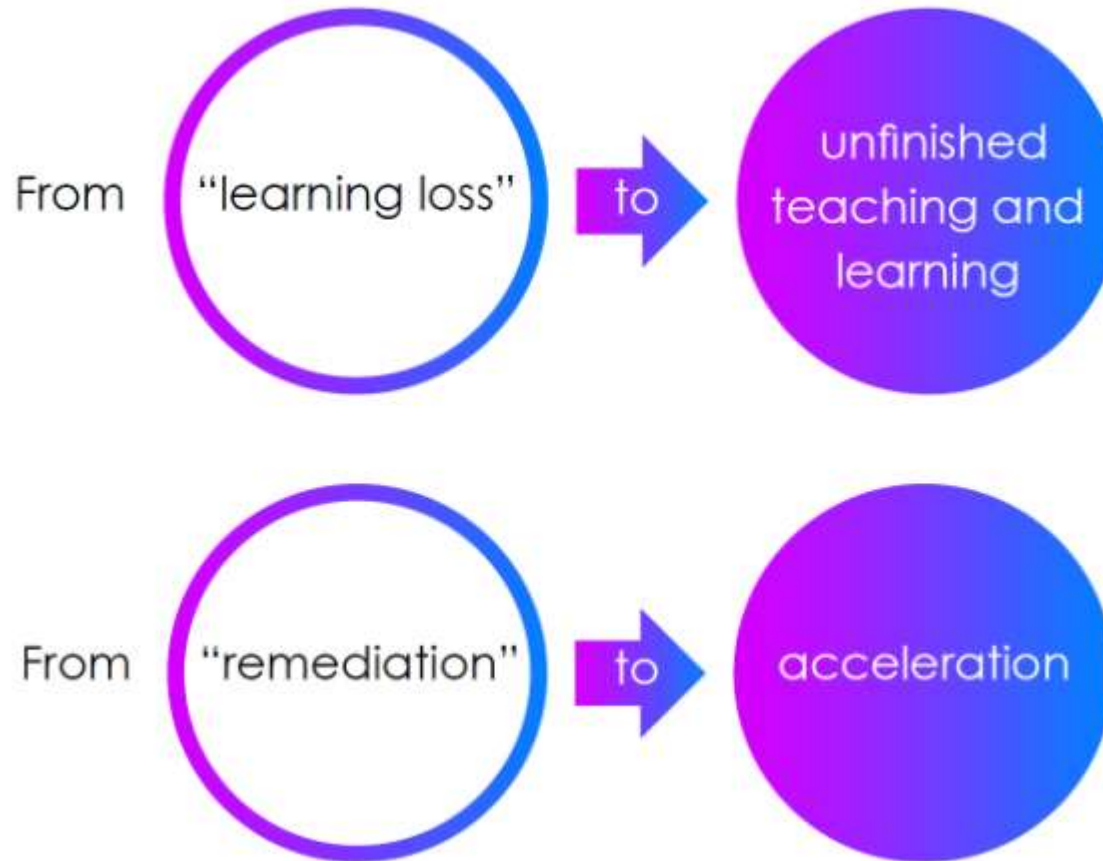 From "learning loss" to unfinished teaching and learning
From "remediation" to acceleration